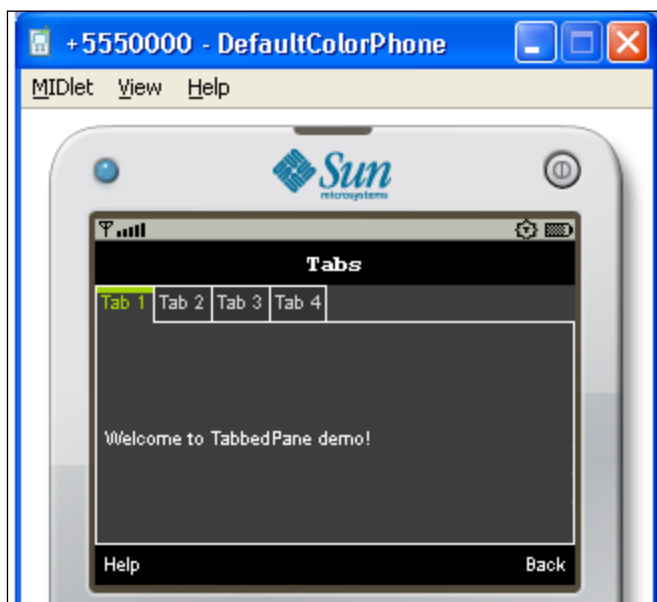 +5550000 - DefaultColorPhone
MIDlet View Help
Sun
microsystems
Tabs
Tab 1 Tab 2 Tab 3 Tab 4
Welcome to TabbedPane demo!
Help Back